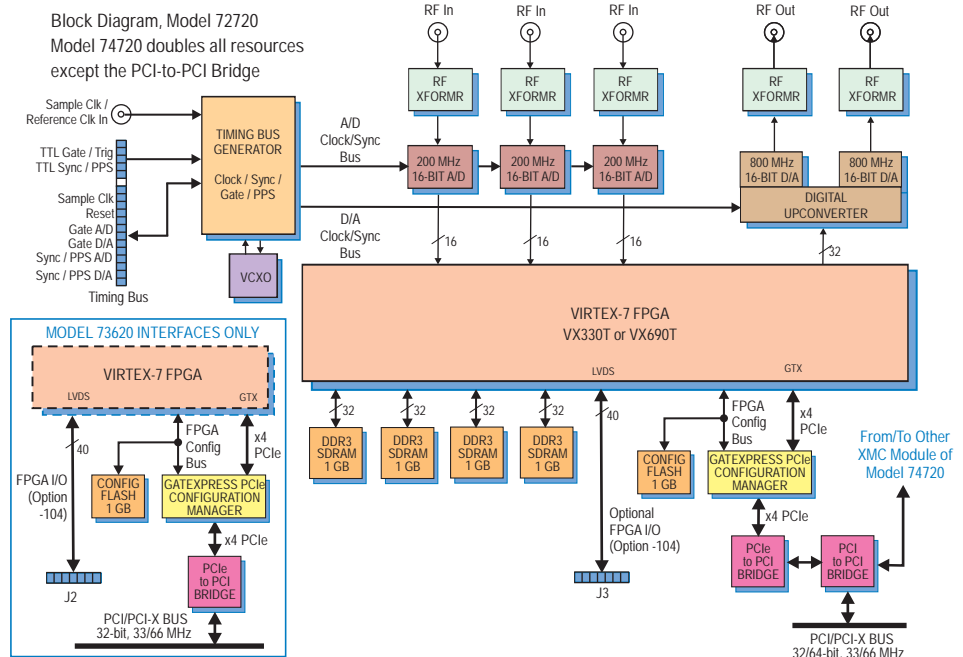 Block Diagram, Model 72720
Model 74720 doubles all resources
except the PCI-to-PCI Bridge
RF In
RF In
RF In
RF Out
RF Out
RF
XFORMR
RF
XFORMR
RF
XFORMR
RF
XFORMR
RF
XFORMR
Sample Clk /
Reference Clk In
TIMING BUS
GENERATOR
Clock / Sync /
Gate / PPS
A/D
Clock/Sync
Bus
200 MHz
16-BIT A/D
200 MHz
16-BIT A/D
200 MHz
16-BIT A/D
800 MHz
16-BIT D/A
800 MHz
16-BIT D/A
DIGITAL
UPCONVERTER
TTL Gate / Trig
TTL Sync / PPS
Sample Clk
Reset
Gate A/D
Gate D/A
Sync / PPS A/D
Sync / PPS D/A
Timing Bus
VCXO
D/A
Clock/Sync
Bus
16
16
16
32
VIRTEX-7 FPGA
VX330T or VX690T
LVDS
GTX
MODEL 73620 INTERFACES ONLY
VIRTEX-7 FPGA
LVDS
GTX
40
FPGA
Config
Bus
x4
PCIe
FPGA I/O
(Option
-104)
CONFIG
FLASH
1 GB
GATEXPRESS PCIe
CONFIGURATION
MANAGER
x4 PCIe
PCIe
to PCI
BRIDGE
J2
PCI/PCI-X BUS
32-bit, 33/66 MHz
32
32
32
32
40
DDR3
SDRAM
1 GB
DDR3
SDRAM
1 GB
DDR3
SDRAM
1 GB
DDR3
SDRAM
1 GB
Optional
FPGA I/O
(Option -104)
J3
FPGA
Config
Bus
x4
PCIe
CONFIG
FLASH
1 GB
GATEXPRESS PCIe
CONFIGURATION
MANAGER
From/To Other
XMC Module of
Model 74720
x4 PCIe
PCIe
to PCI
BRIDGE
PCI
to PCI
BRIDGE
PCI/PCI-X BUS
32/64-bit, 33/66 MHz